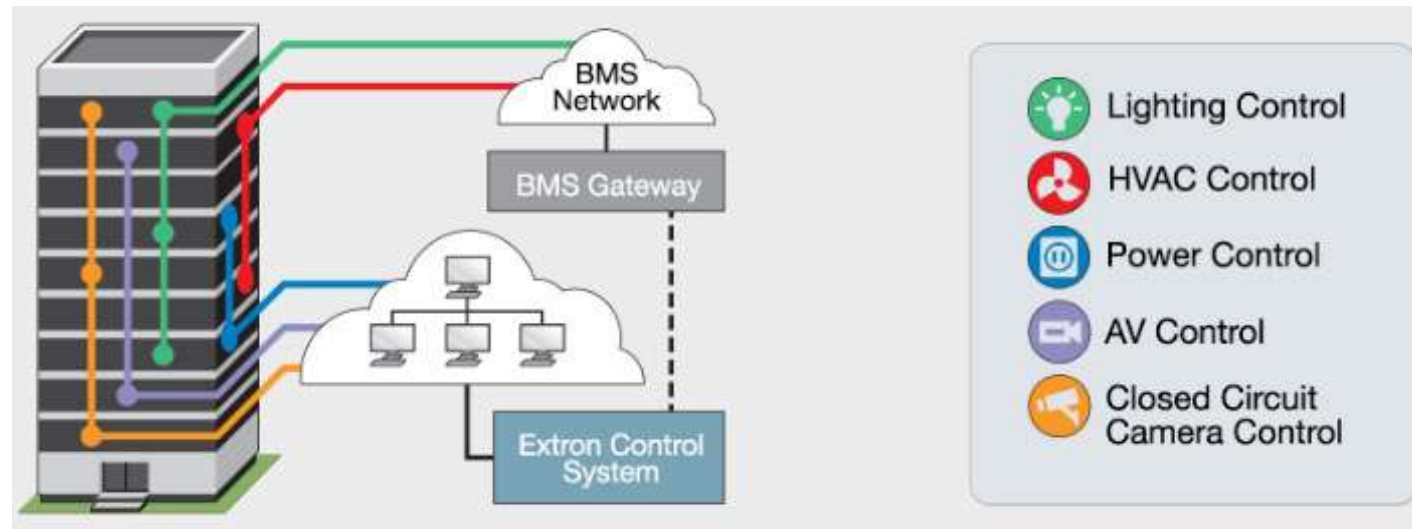 BMS
Network
BMS Gateway
Extron Control
System
Lighting Control
HVAC Control
Power Control
AV Control
Closed Circuit
Camera Control